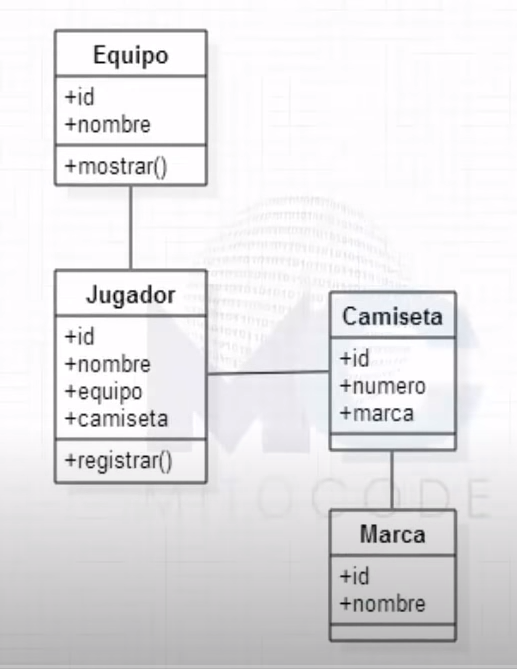 Equipo
+id
+nombre
+mostrar()
Jugador
+id
+nombre
+equipo
+camiseta
+registrar()
Camiseta
+id
+numero
+marca
Marca
+id
+nombre
MITOCODE